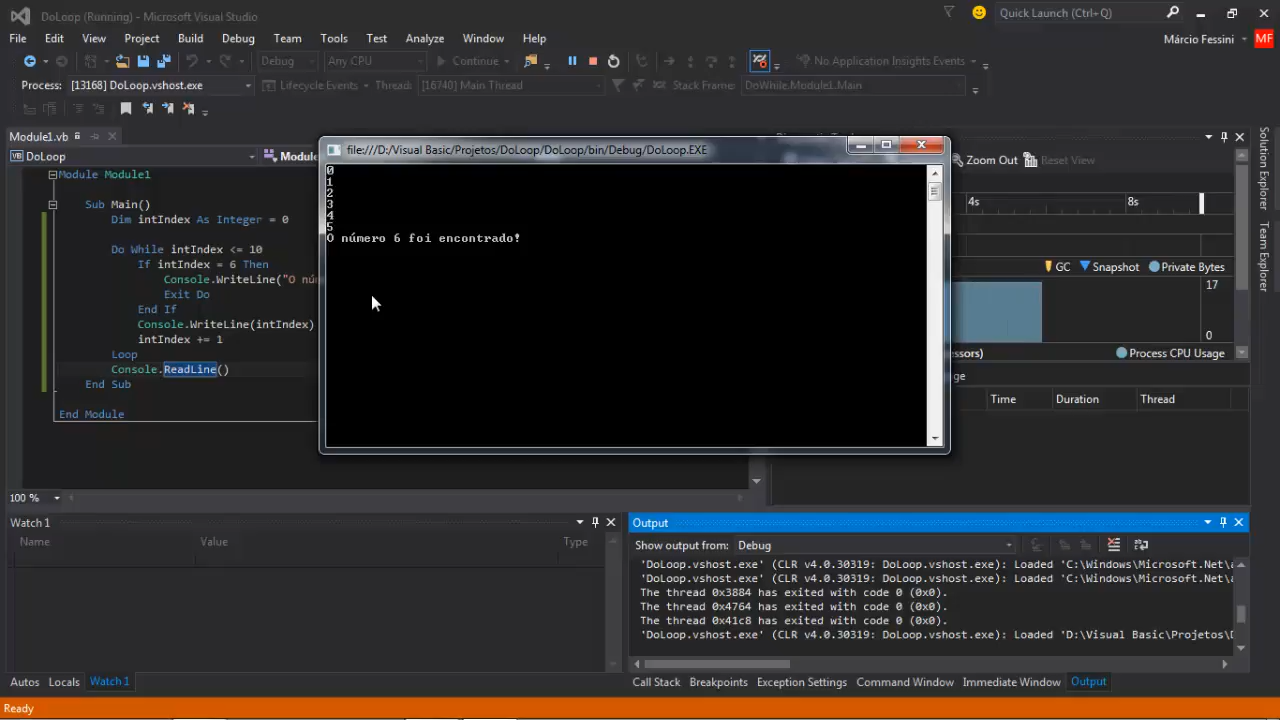 DoLoop (Running) - Microsoft Visual Studio
Quick Launch (Ctrl+Q)
File Edit View Project Build Debug Team Tools Test Analyze Window Help
Márcio Fessini MF
Debug Any CPU Continue No Application Insights Events
Process: [13168] DoLoop.vshost.exe Lifecycle Events Thread: [16740] Main Thread Stack Frame: DoWhile.Module1.Main
Module1.vb
DoLoop Module
file:///D:/Visual Basic/Projetos/DoLoop/DoLoop/bin/Debug/DoLoop.EXE
0
1
2
3
4
5
O número 6 foi encontrado!
Module Module1
Sub Main()
Dim intIndex As Integer = 0
Do While intIndex <= 10
If intIndex = 6 Then
Console.WriteLine("O nú
Exit Do
End If
Console.WriteLine(intIndex)
intIndex += 1
Loop
Console.ReadLine()
End Sub
End Module
100 %
Zoom Out Reset View
4s 8s
GC Snapshot Private Bytes
17
0
Process CPU Usage
Time Duration Thread
Solution Explorer
Team Explorer
Watch 1
Name Value Type
Autos Locals Watch 1
Output
Show output from: Debug
'DoLoop.vshost.exe' (CLR v4.0.30319: DoLoop.vshost.exe): Loaded 'C:\Windows\Microsoft.Net\a
'DoLoop.vshost.exe' (CLR v4.0.30319: DoLoop.vshost.exe): Loaded 'C:\Windows\Microsoft.Net\a
The thread 0x3884 has exited with code 0 (0x0).
The thread 0x4764 has exited with code 0 (0x0).
The thread 0x41c8 has exited with code 0 (0x0).
'DoLoop.vshost.exe' (CLR v4.0.30319: DoLoop.vshost.exe): Loaded 'D:\Visual Basic\Projetos\D
Call Stack Breakpoints Exception Settings Command Window Immediate Window Output
Ready